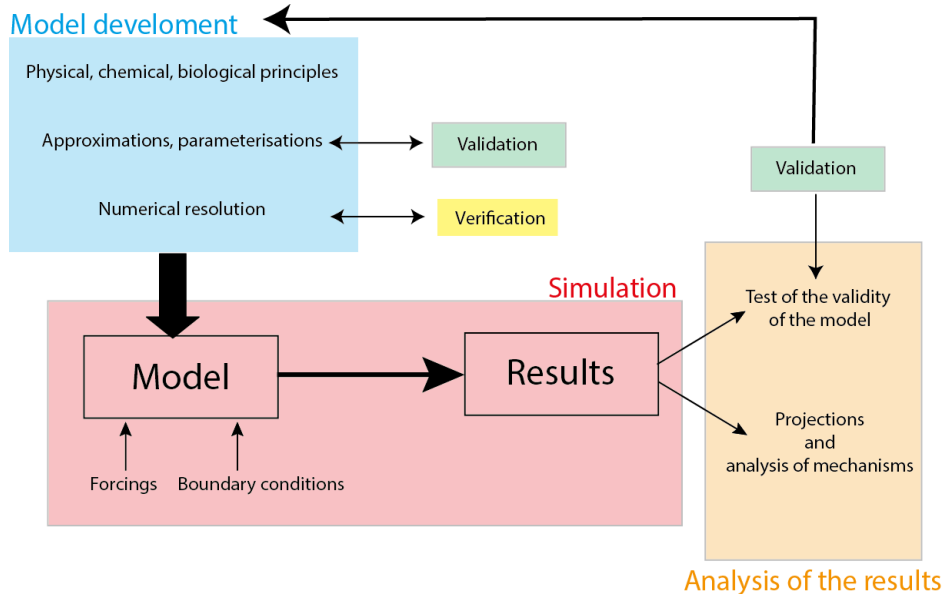 Model develoment
Physical, chemical, biological principles
Approximations, parameterisations
Validation
Numerical resolution
Verification
Validation
Simulation
Model
Results
Forcings
Boundary conditions
Test of the validity
of the model
Projections
and
analysis of mechanisms
Analysis of the results